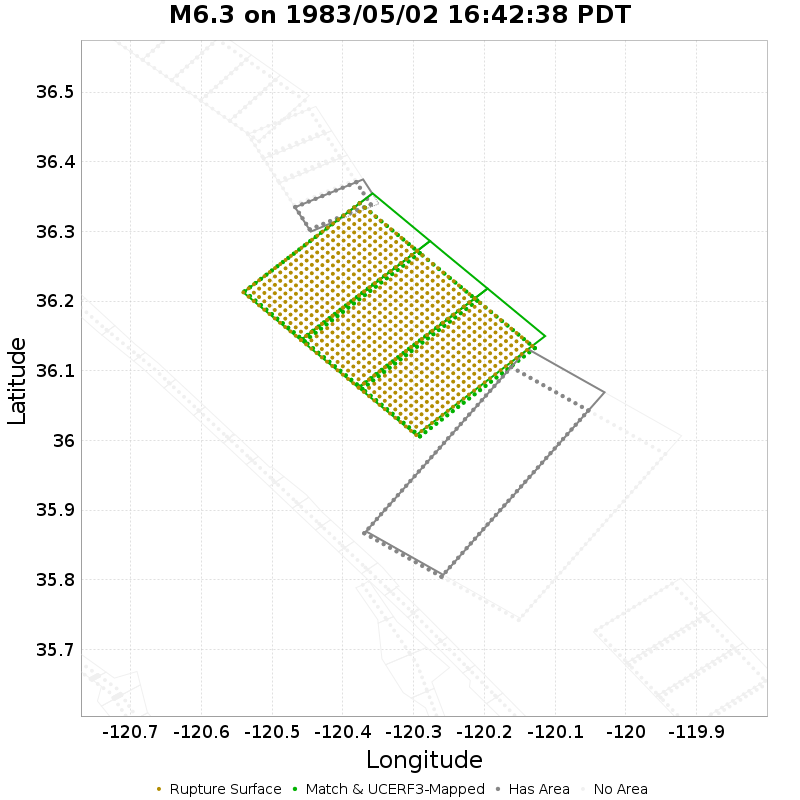 M6.3 on 1983/05/02 16:42:38 PDT
36.5
36.4
36.3
36.2
36.1
36
35.9
35.8
35.7
Latitude
-120.7 -120.6 -120.5 -120.4 -120.3 -120.2 -120.1 -120 -119.9
Longitude
Rupture Surface Match & UCERF3-Mapped Has Area No Area